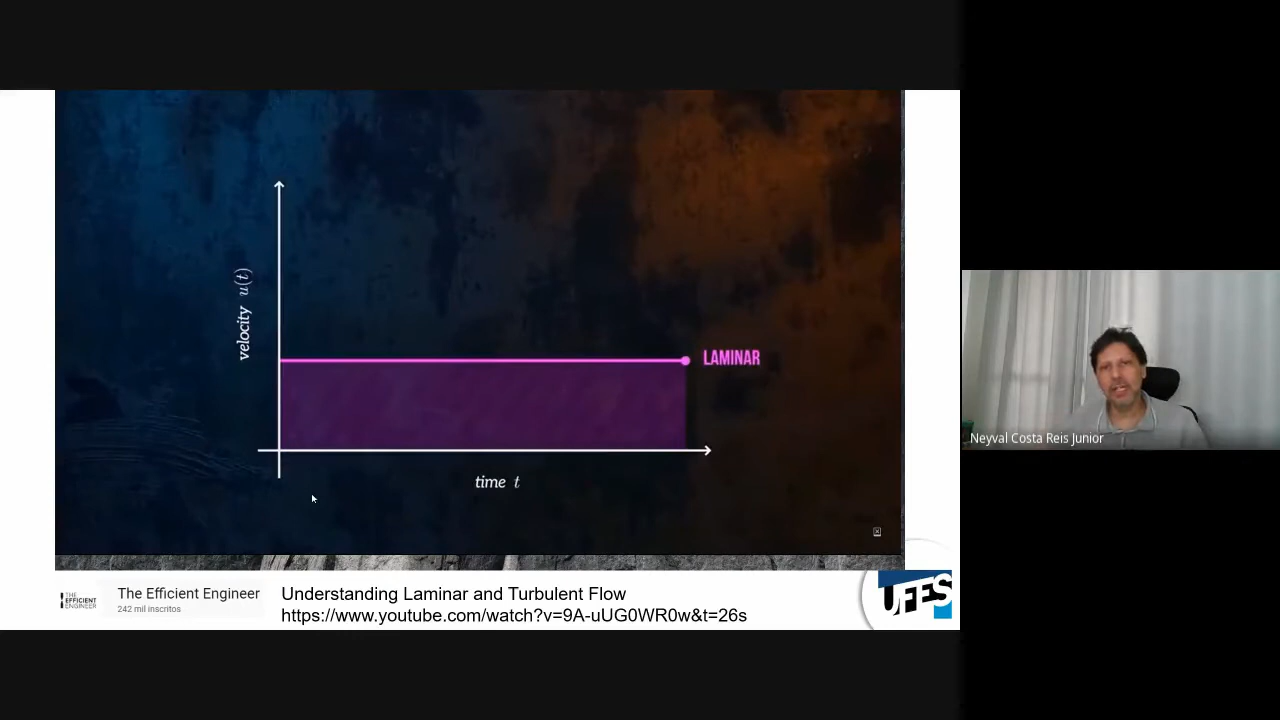 velocity u(t)
LAMINAR
time t
Neyval Costa Reis Junior
THE EFFICIENT ENGINEER
The Efficient Engineer
242 mil inscritos
Understanding Laminar and Turbulent Flow
https://www.youtube.com/watch?v=9A-uUG0WR0w&t=26s
UFES